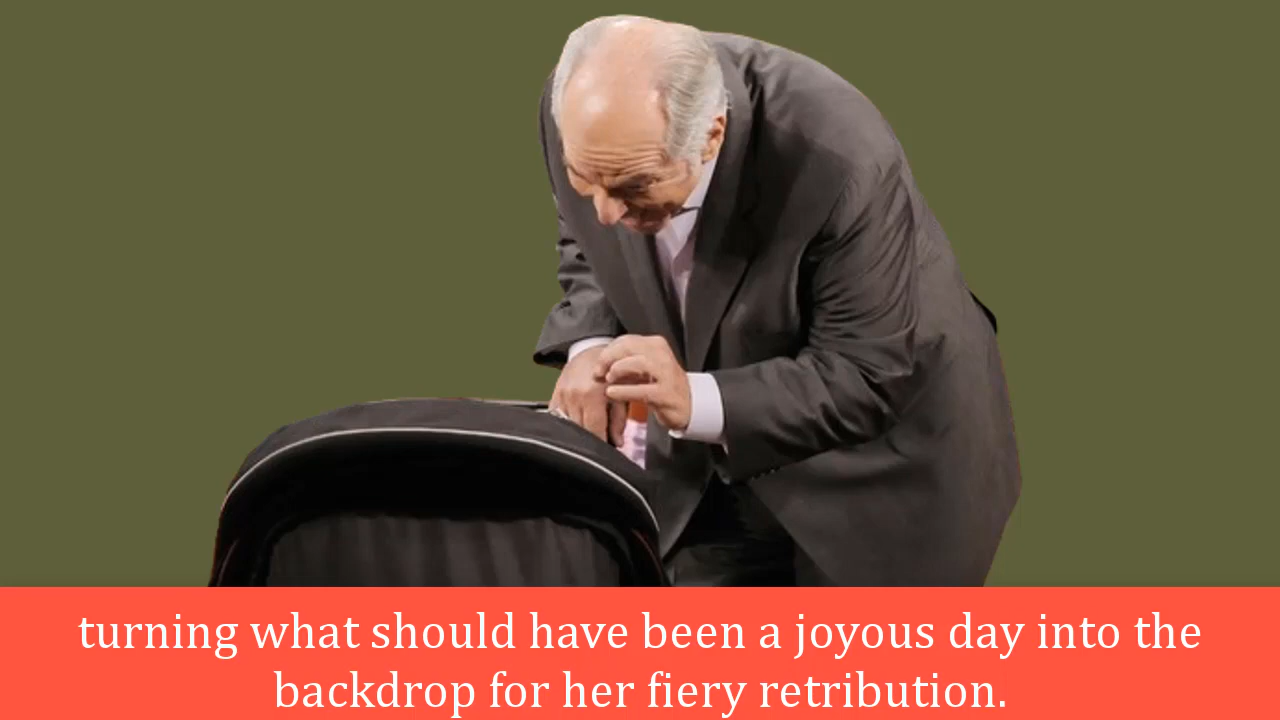 turning what should have been a joyous day into the
backdrop for her fiery retribution.